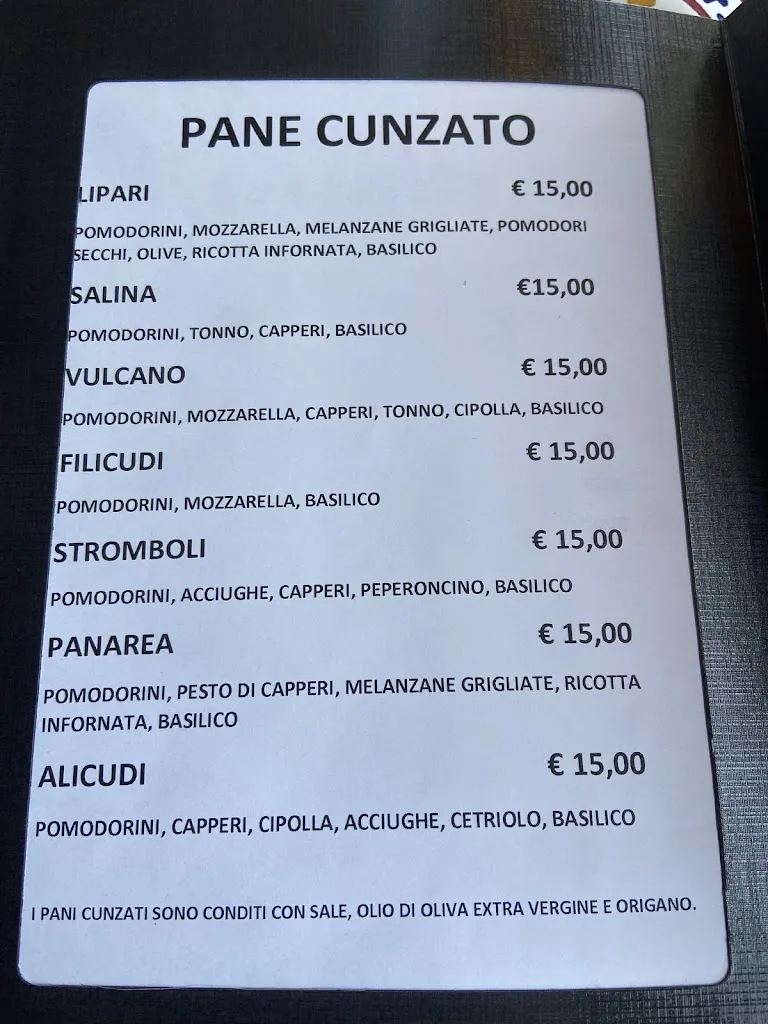 PANE CUNZATO
LIPARI € 15,00
POMODORINI, MOZZARELLA, MELANZANE GRIGLIATE, POMODORI
SECCHI, OLIVE, RICOTTA INFORNATA, BASILICO
SALINA €15,00
POMODORINI, TONNO, CAPPERI, BASILICO
VULCANO € 15,00
POMODORINI, MOZZARELLA, CAPPERI, TONNO, CIPOLLA, BASILICO
FILICUDI € 15,00
POMODORINI, MOZZARELLA, BASILICO
STROMBOLI € 15,00
POMODORINI, ACCIUGHE, CAPPERI, PEPERONCINO, BASILICO
PANAREA € 15,00
POMODORINI, PESTO DI CAPPERI, MELANZANE GRIGLIATE, RICOTTA
INFORNATA, BASILICO
ALICUDI € 15,00
POMODORINI, CAPPERI, CIPOLLA, ACCIUGHE, CETRIOLO, BASILICO
I PANI CUNZATI SONO CONDITI CON SALE, OLIO DI OLIVA EXTRA VERGINE E ORIGANO.